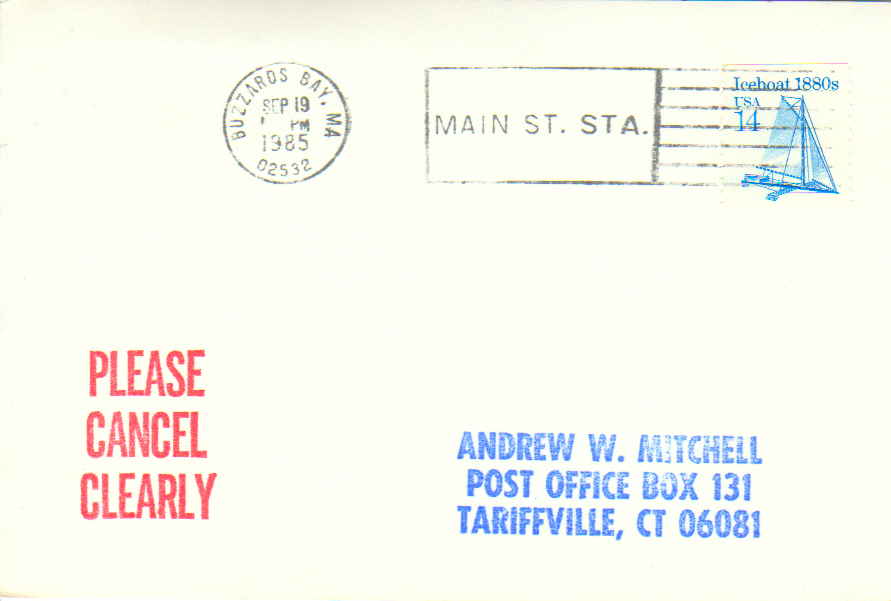 BUZZARDS BAY, MA
SEP 19
PM
1985
02532
MAIN ST. STA.
Iceboat 1880s
USA
14
PLEASE
CANCEL
CLEARLY
ANDREW W. MITCHELL
POST OFFICE BOX 131
TARIFFVILLE, CT 06081